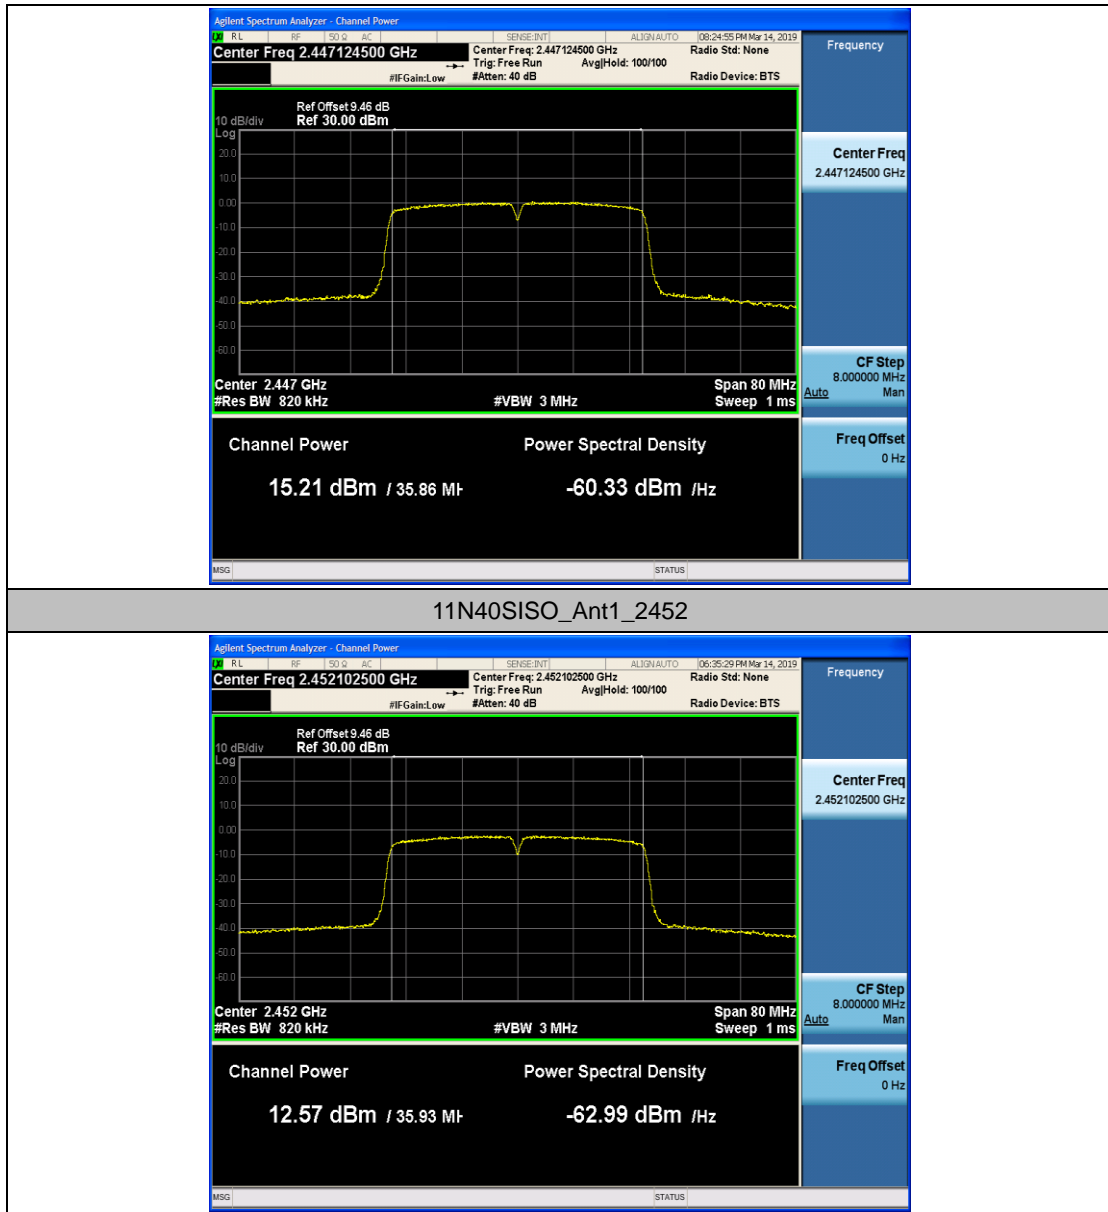 Agilent Spectrum Analyzer - Channel Power
LXI RL RF 50 Ω AC SENSE:INT ALIGN AUTO 08:24:55 PM Mar 14, 2019
Center Freq 2.447124500 GHz Center Freq: 2.447124500 GHz Radio Std: None Frequency
Trig: Free Run Avg|Hold: 100/100
#IFGain:Low #Atten: 40 dB Radio Device: BTS
Ref Offset 9.46 dB
10 dB/div Ref 30.00 dBm
Log
20.0
10.0
0.00
-10.0
-20.0
-30.0
-40.0
-50.0
-60.0
Center Freq
2.447124500 GHz
Center 2.447 GHz Span 80 MHz
#Res BW 820 kHz #VBW 3 MHz Sweep 1 ms
CF Step
8.000000 MHz
Auto Man
Freq Offset
0 Hz
Channel Power Power Spectral Density
15.21 dBm / 35.86 MH -60.33 dBm /Hz
MSG STATUS
11N40SISO_Ant1_2452
Agilent Spectrum Analyzer - Channel Power
LXI RL RF 50 Ω AC SENSE:INT ALIGN AUTO 06:35:29 PM Mar 14, 2019
Center Freq 2.452102500 GHz Center Freq: 2.452102500 GHz Radio Std: None Frequency
Trig: Free Run Avg|Hold: 100/100
#IFGain:Low #Atten: 40 dB Radio Device: BTS
Ref Offset 9.46 dB
10 dB/div Ref 30.00 dBm
Log
20.0
10.0
0.00
-10.0
-20.0
-30.0
-40.0
-50.0
-60.0
Center Freq
2.452102500 GHz
Center 2.452 GHz Span 80 MHz
#Res BW 820 kHz #VBW 3 MHz Sweep 1 ms
CF Step
8.000000 MHz
Auto Man
Freq Offset
0 Hz
Channel Power Power Spectral Density
12.57 dBm / 35.93 MH -62.99 dBm /Hz
MSG STATUS